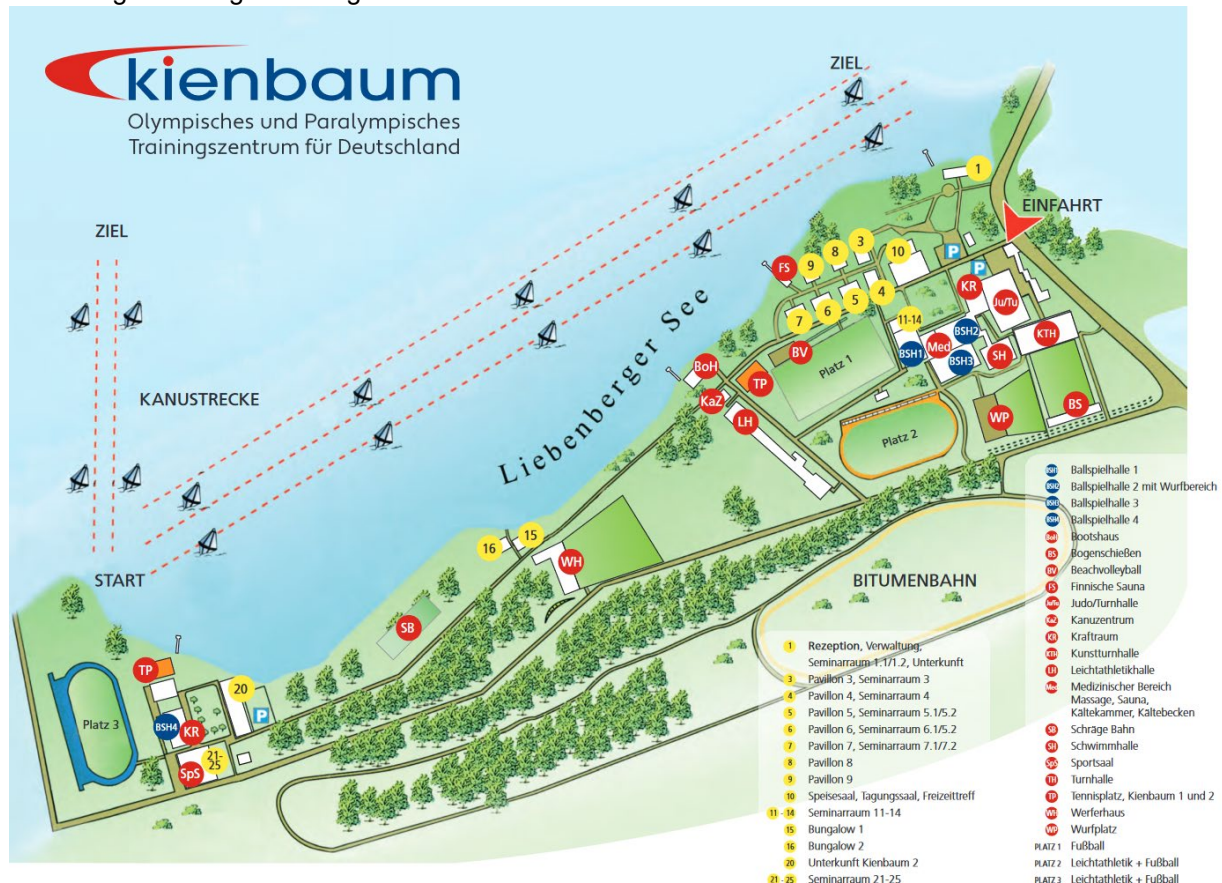 kienbaum
Olympisches und Paralympisches
Trainingszentrum für Deutschland
ZIEL
ZIEL
EINFAHRT
KANUSTRECKE
START
Liebenberger See
BITUMENBAHN
1
P
P
3
8
10
9
FS
4
5
6
7
KR
Ju/Tu
11-14
BSH2
KTH
Med
BSH1
BSH3
SH
BV
Platz 1
BoH
TP
KaZ
LH
Platz 2
WP
BS
15
16
WH
SB
TP
20
P
Platz 3
BSH4
KR
21-
25
SpS
1 Rezeption, Verwaltung,
Seminarraum 1.1/1.2, Unterkunft
3 Pavillon 3, Seminarraum 3
4 Pavillon 4, Seminarraum 4
5 Pavillon 5, Seminarraum 5.1/5.2
6 Pavillon 6, Seminarraum 6.1/5.2
7 Pavillon 7, Seminarraum 7.1/7.2
8 Pavillon 8
9 Pavillon 9
10 Speisesaal, Tagungssaal, Freizeittreff
11 - 14 Seminarraum 11-14
15 Bungalow 1
16 Bungalow 2
20 Unterkunft Kienbaum 2
21 - 25 Seminarraum 21-25
BSH1 Ballspielhalle 1
BSH2 Ballspielhalle 2 mit Wurfbereich
BSH3 Ballspielhalle 3
BSH4 Ballspielhalle 4
BoH Bootshaus
BS Bogenschießen
BV Beachvolleyball
FS Finnische Sauna
Ju/Tu Judo/Turnhalle
KaZ Kanuzentrum
KR Kraftraum
KTH Kunstturnhalle
LH Leichtathletikhalle
Med Medizinischer Bereich
Massage, Sauna,
Kältekammer, Kältebecken
SB Schräge Bahn
SH Schwimmhalle
SpS Sportsaal
TH Turnhalle
TP Tennisplatz, Kienbaum 1 und 2
WH Werferhaus
WP Wurfplatz
PLATZ 1 Fußball
PLATZ 2 Leichtathletik + Fußball
PLATZ 3 Leichtathletik + Fußball